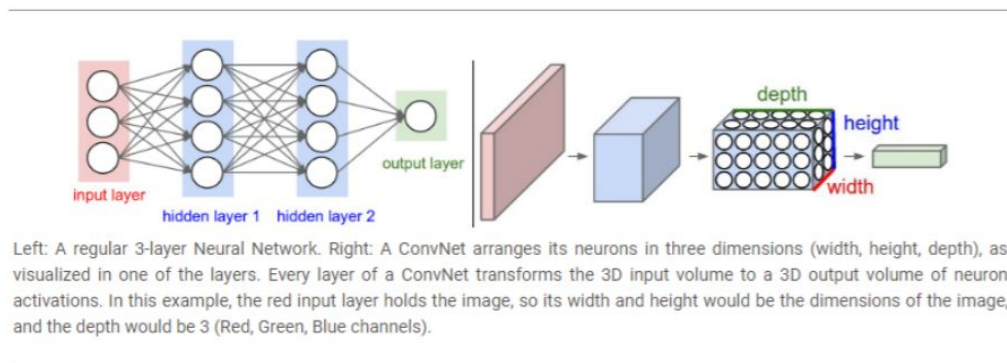 depth
height
width
input layer
output layer
hidden layer 1 hidden layer 2
Left: A regular 3-layer Neural Network. Right: A ConvNet arranges its neurons in three dimensions (width, height, depth), as
visualized in one of the layers. Every layer of a ConvNet transforms the 3D input volume to a 3D output volume of neuron
activations. In this example, the red input layer holds the image, so its width and height would be the dimensions of the image,
and the depth would be 3 (Red, Green, Blue channels).